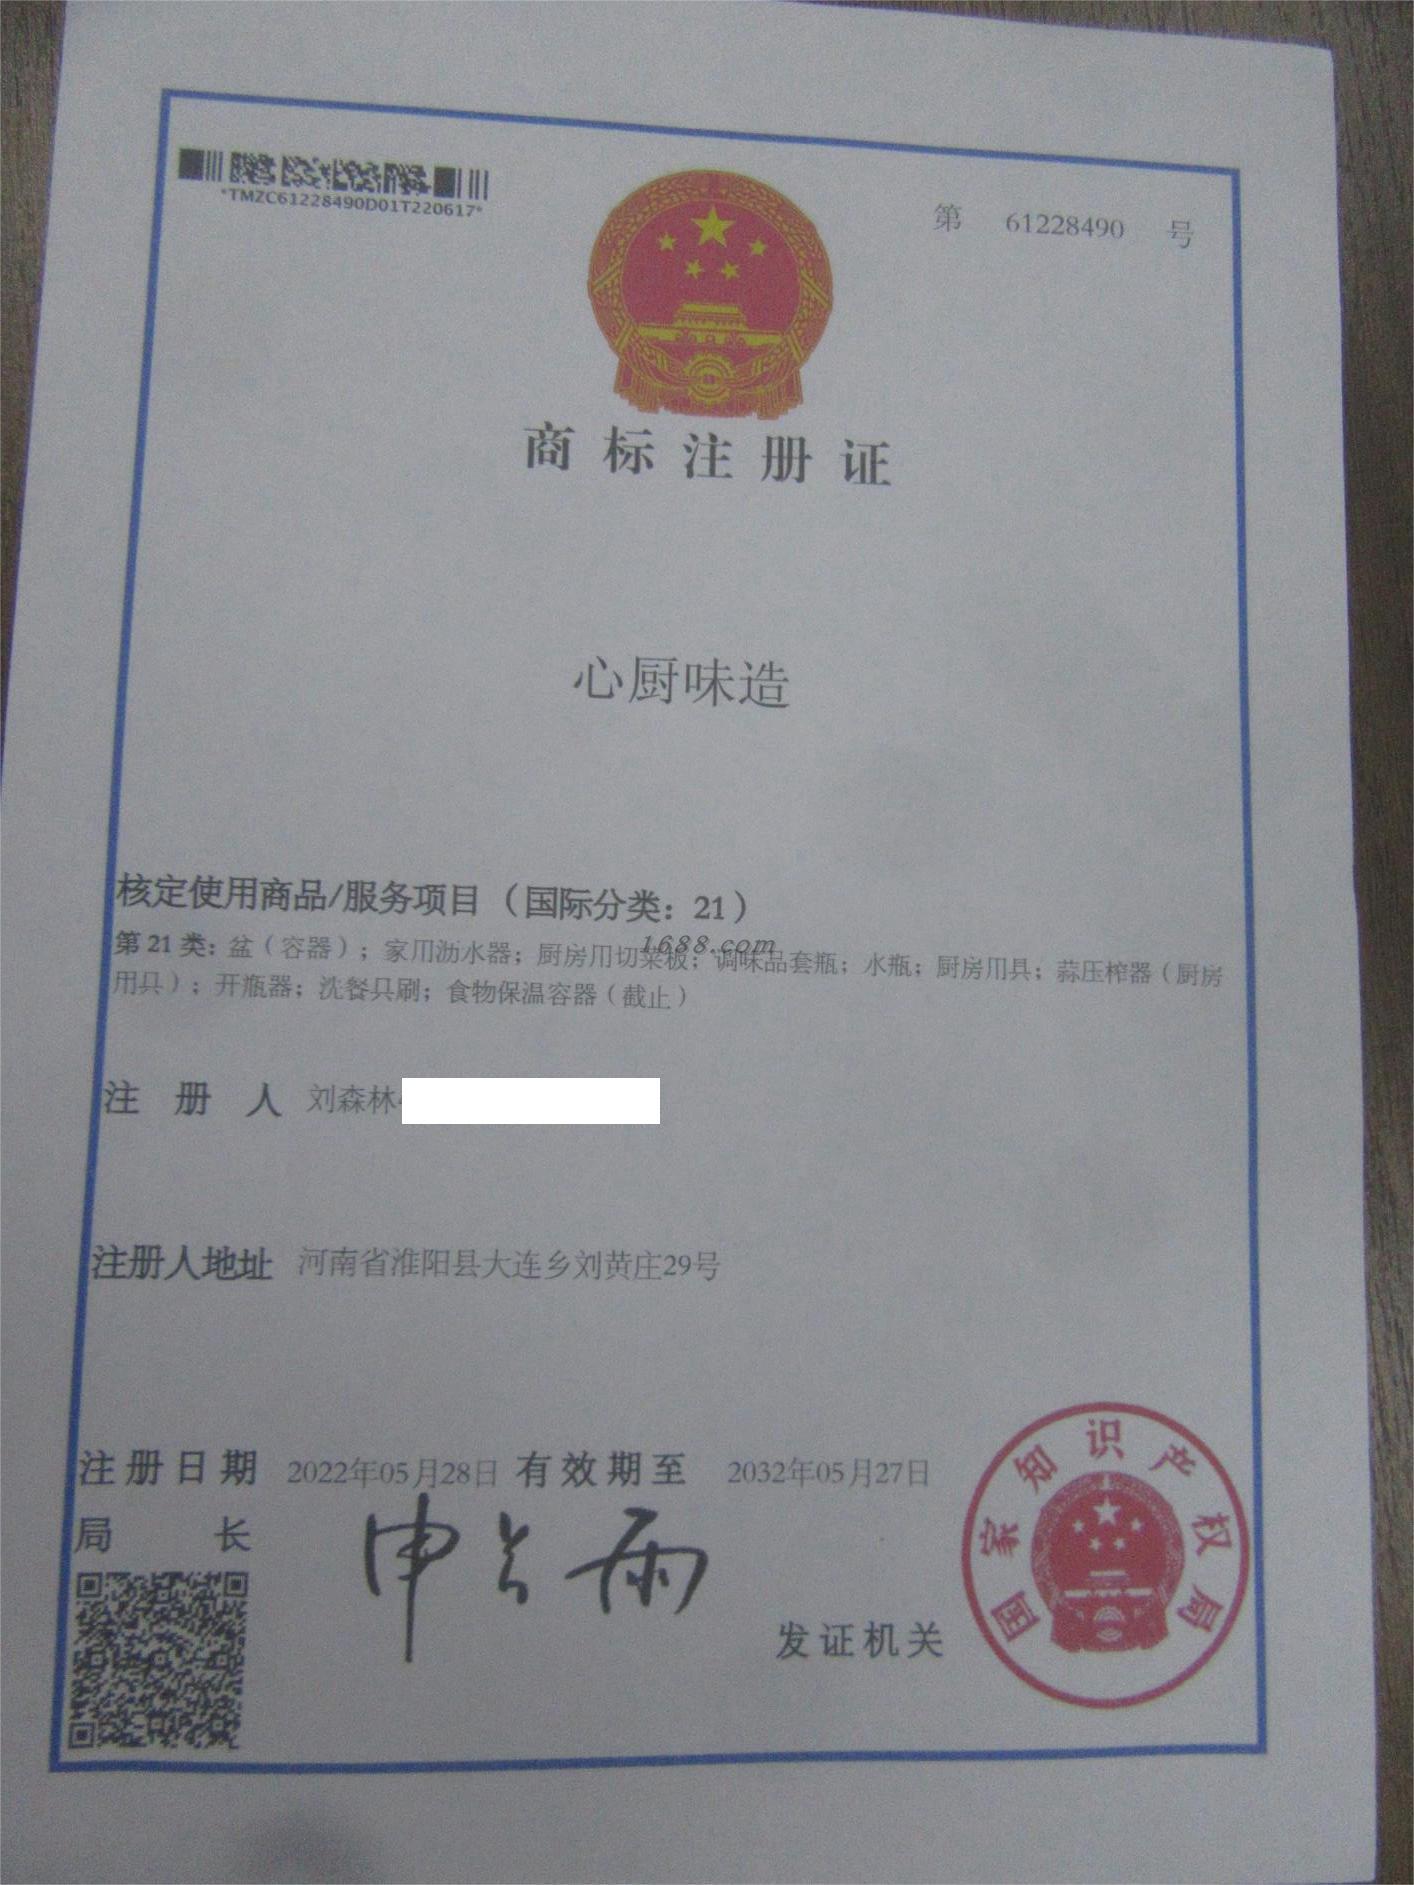 *TMZC61228490D01T220617*
第 61228490 号
商标注册证
心厨味造
核定使用商品/服务项目（国际分类：21）
第 21 类：盆（容器）；家用沥水器；厨房用切菜板；调味品套瓶；水瓶；厨房用具；蒜压榨器（厨房
用具）；开瓶器；洗餐具刷；食物保温容器（截止）
1688.com
注册人 刘森林
注册人地址 河南省淮阳县大连乡刘黄庄29号
注册日期 2022年05月28日 有效期至 2032年05月27日
局长 申长雨
发证机关
国家知识产权局